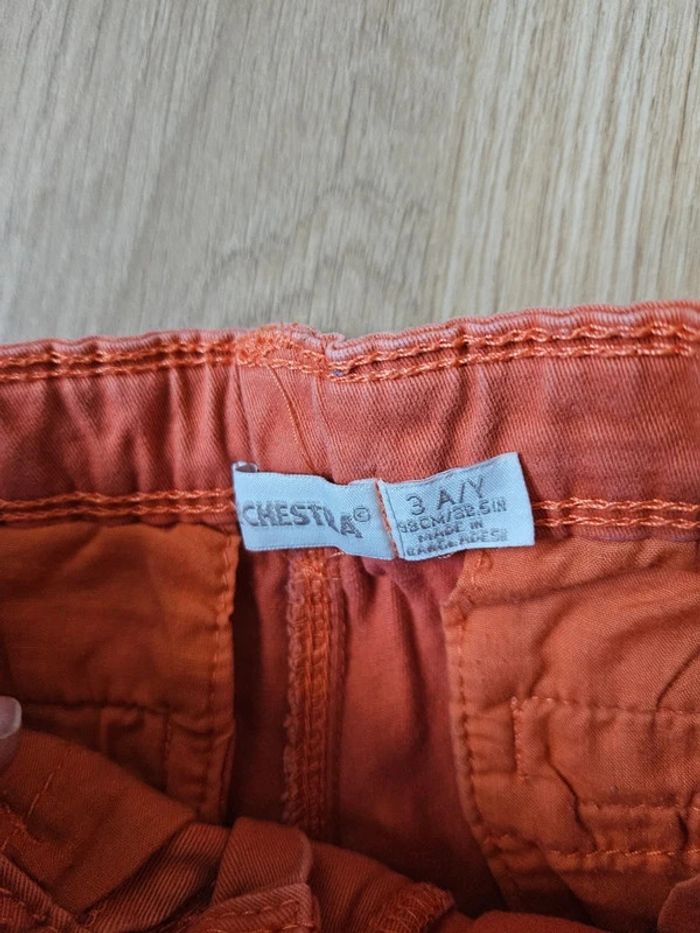 CHESTRA©
3 A/Y
98CM/38.5IN
MADE IN
BANGLADESH